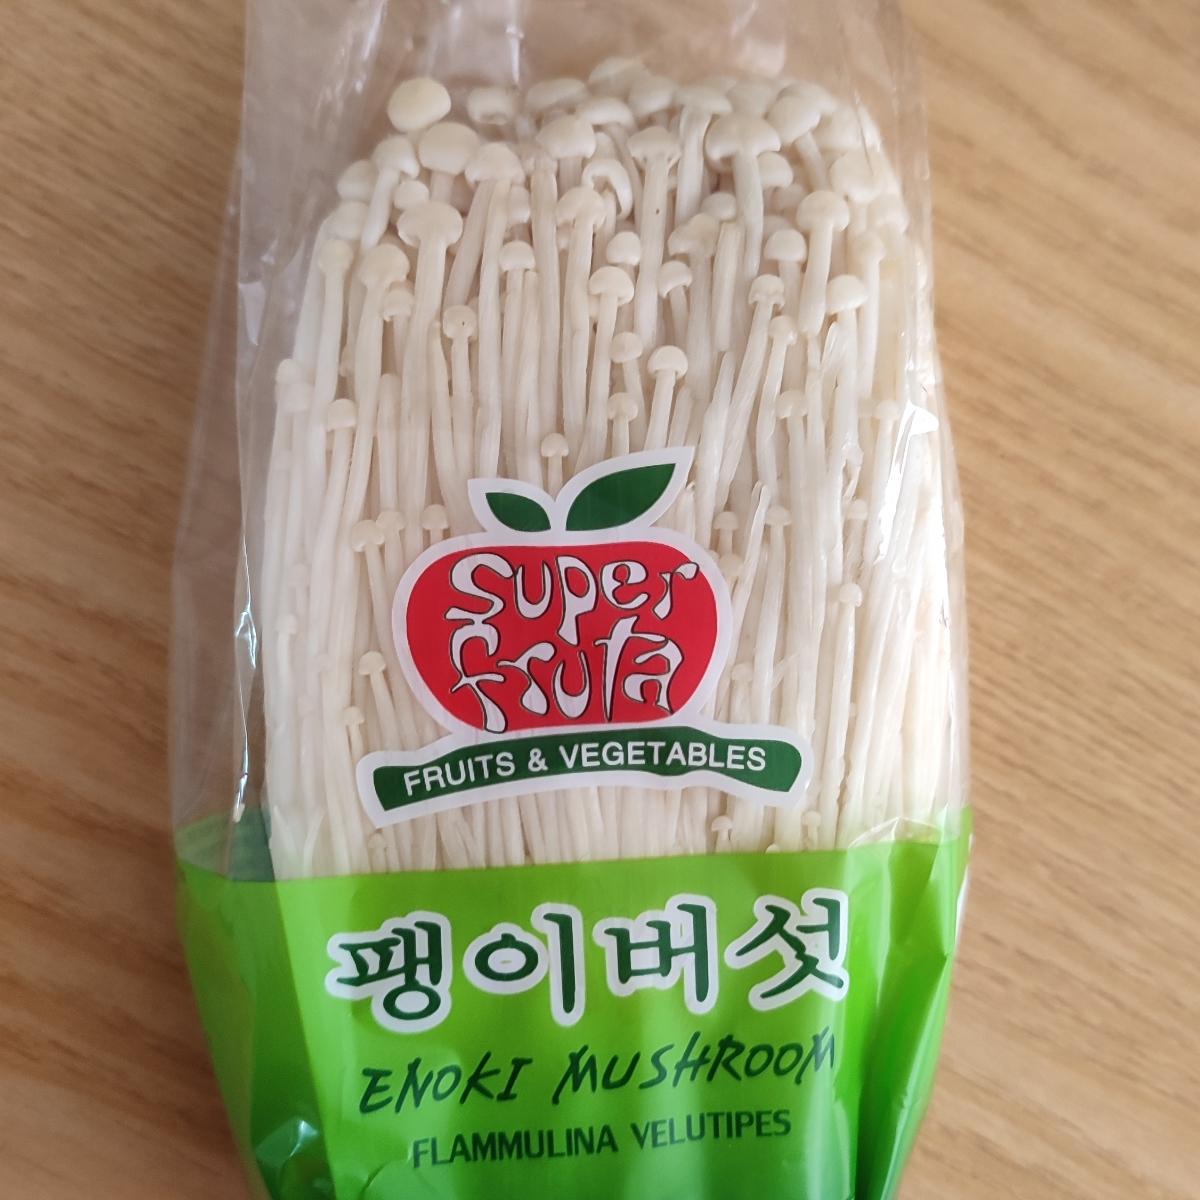 Super
Fruta
FRUITS & VEGETABLES
팽이버섯
ENOKI MUSHROOM
FLAMMULINA VELUTIPES